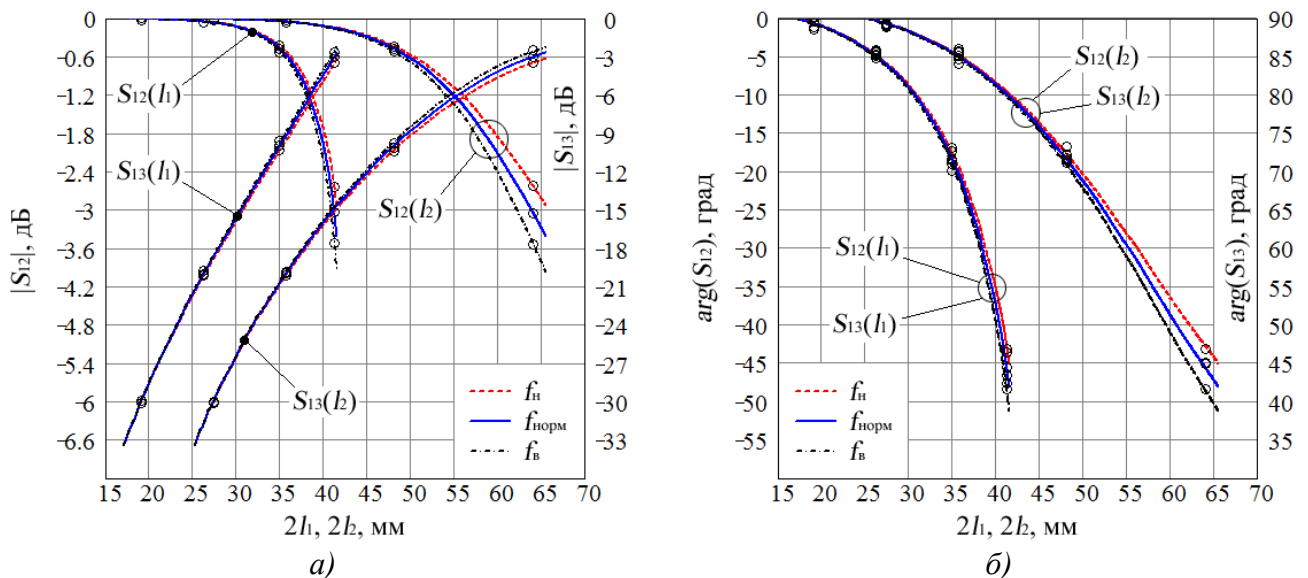 0
−0.6
−1.2
−1.8
−2.4
−3
−3.6
−4.2
−4.8
−5.4
−6
−6.6
|S12|, дБ
S12(l1)
S13(l1)
S12(l2)
S13(l2)
fн
fнорм
fв
0
−3
6
−9
−12
−15
−18
−21
−24
−27
−30
−33
|S13|, дБ
15 20 25 30 35 40 45 50 55 60 65 70
2l1, 2l2, мм
а)
0
−5
−10
−15
−20
−25
−30
−35
−40
−45
−50
−55
arg(S12), град
S12(l2)
S13(l2)
S12(l1)
S13(l1)
fн
fнорм
fв
90
85
80
75
70
65
60
55
50
45
40
35
arg(S13), град
15 20 25 30 35 40 45 50 55 60 65 70
2l1, 2l2, мм
б)